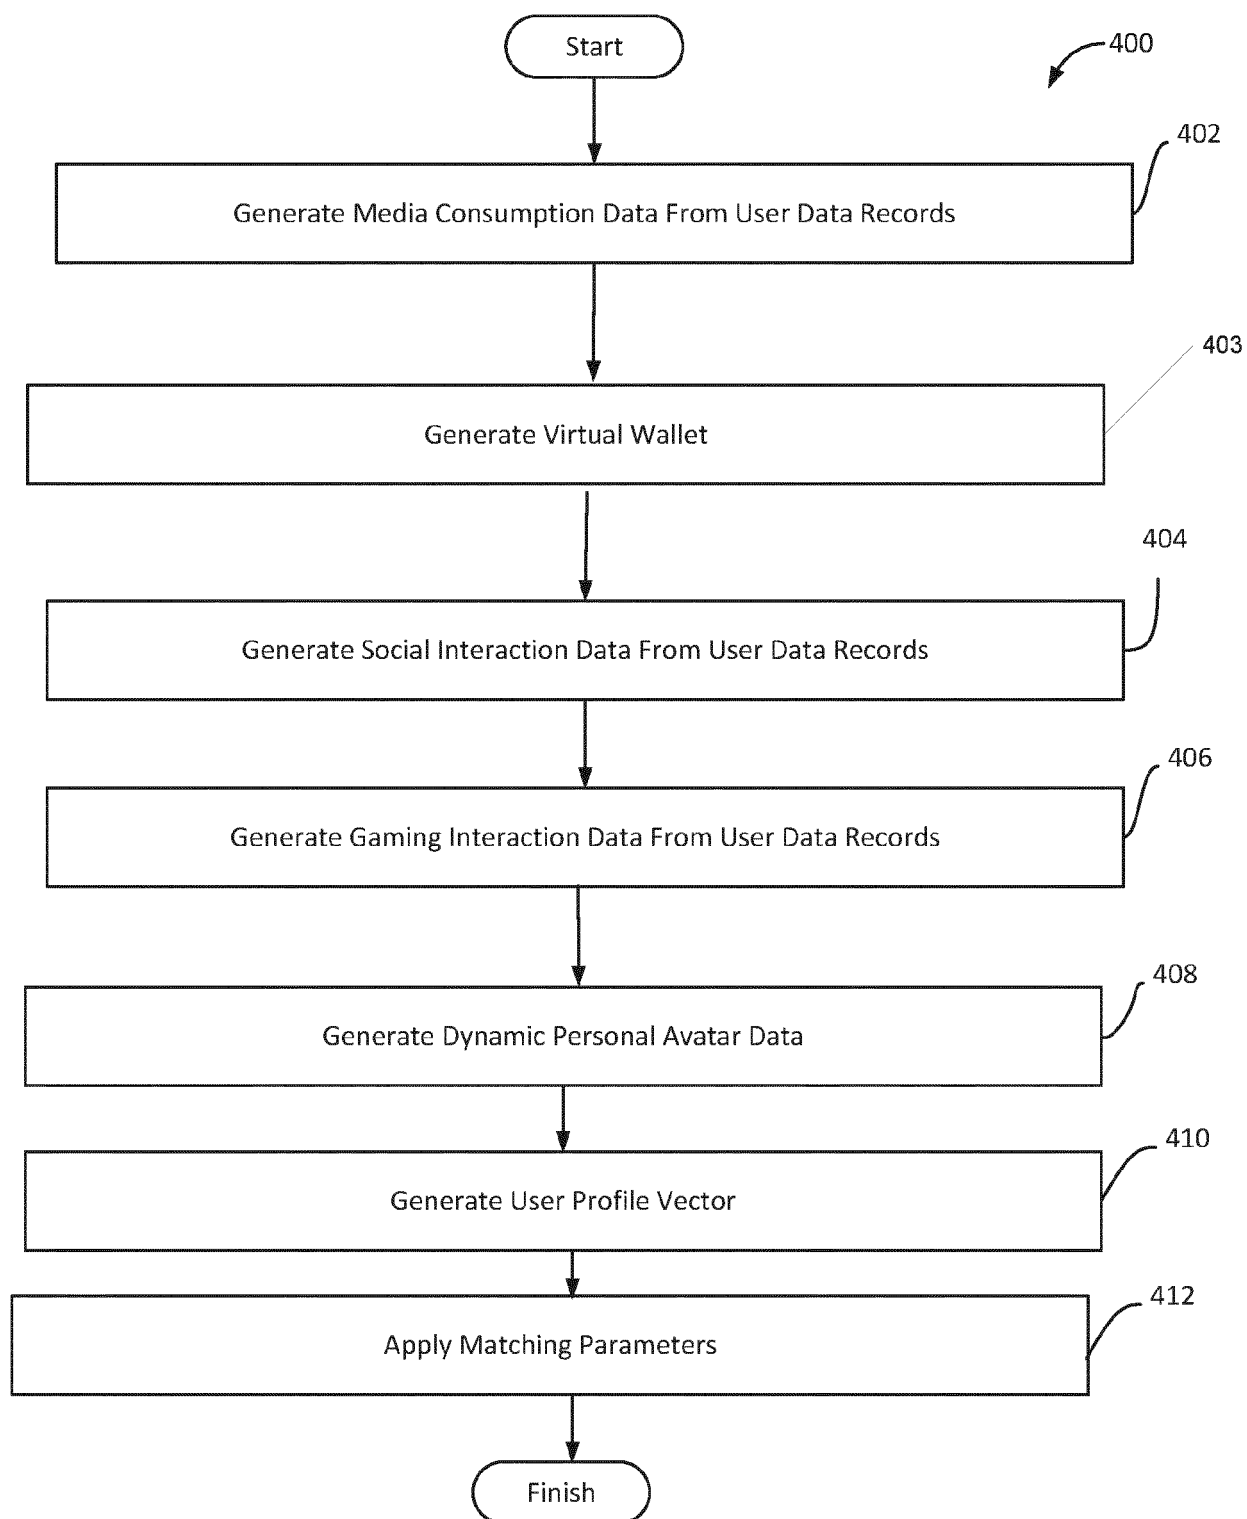 Start
400
402
Generate Media Consumption Data From User Data Records
403
Generate Virtual Wallet
404
Generate Social Interaction Data From User Data Records
406
Generate Gaming Interaction Data From User Data Records
408
Generate Dynamic Personal Avatar Data
410
Generate User Profile Vector
412
Apply Matching Parameters
Finish